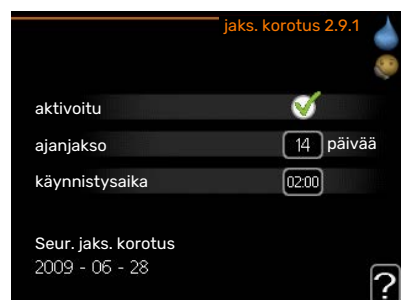 jaks. korotus 2.9.1
aktivoitu
ajanjakso 14 päivää
käynnistysaika 02:00
Seur. jaks. korotus
2009 - 06 - 28
?